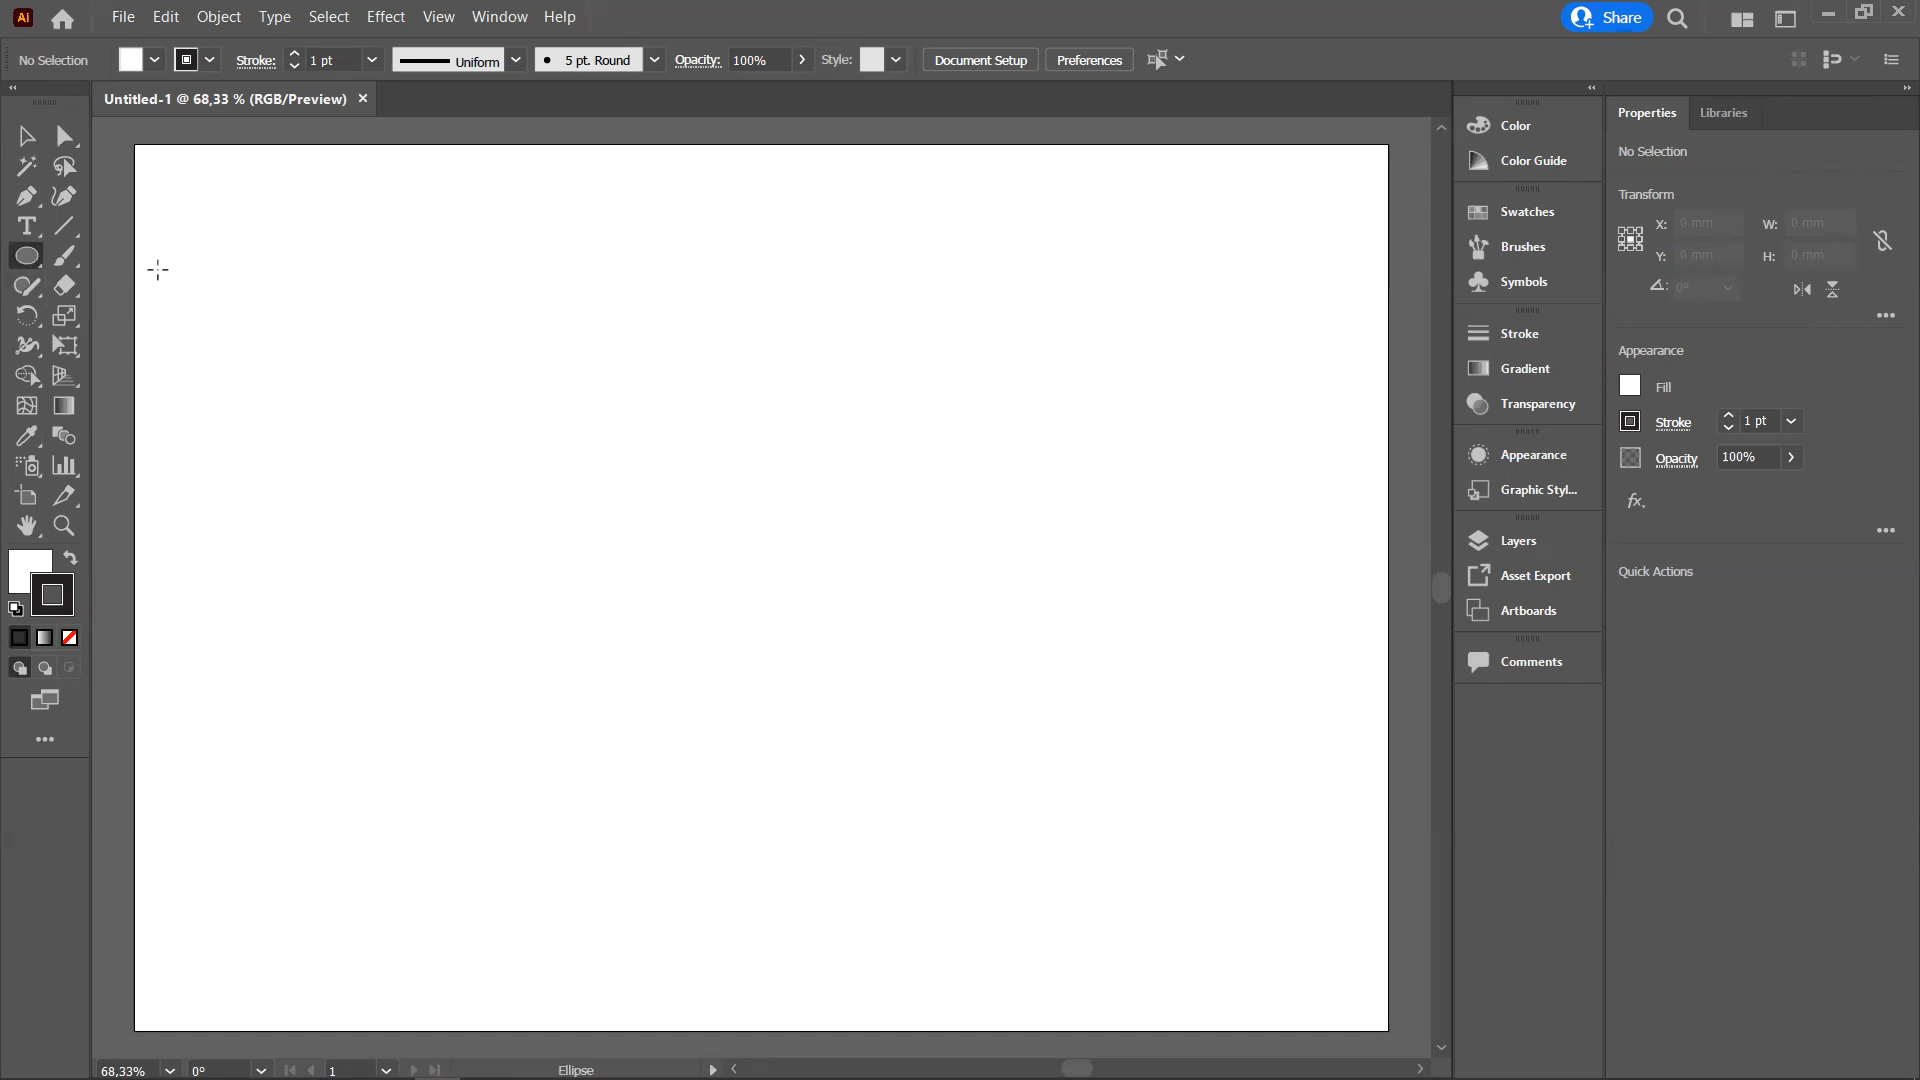 Ai File Edit Object Type Select Effect View Window Help Share
No Selection Stroke: 1 pt Uniform 5 pt. Round Opacity: 100% Style: Document Setup Preferences
Untitled-1 @ 68,33 % (RGB/Preview)
Color
Color Guide
Swatches
Brushes
Symbols
Stroke
Gradient
Transparency
Appearance
Graphic Styl...
Layers
Asset Export
Artboards
Comments
Properties Libraries
No Selection
Transform
X: 0 mm W: 0 mm
Y: 0 mm H: 0 mm
0°
Appearance
Fill
Stroke 1 pt
Opacity 100%
fx.
Quick Actions
68,33% 0° 1 Ellipse